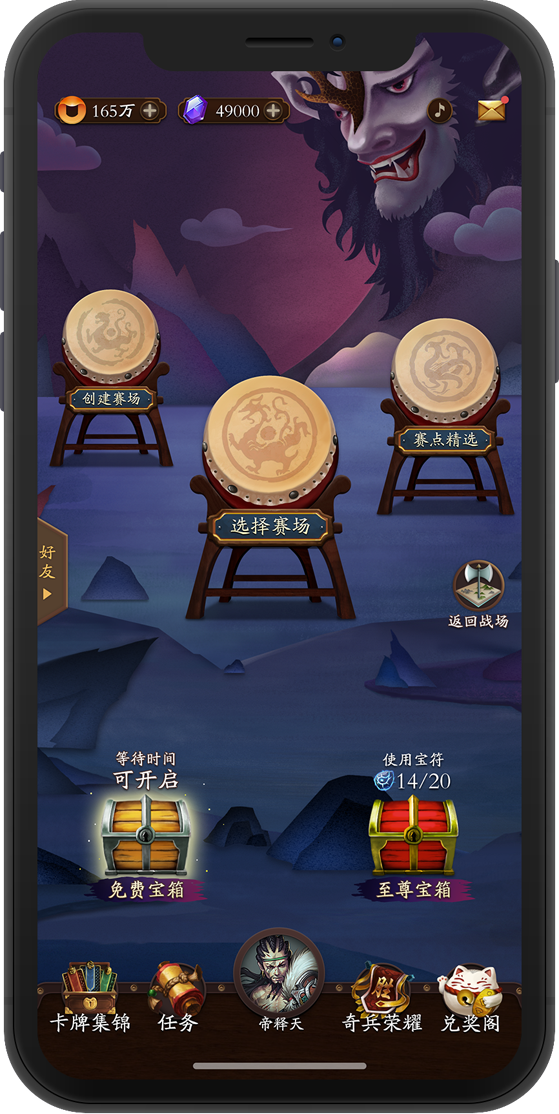 165万
49000
创建赛场
赛点精选
选择赛场
好友
返回战场
等待时间
可开启
使用宝符
14/20
免费宝箱
至尊宝箱
卡牌集锦
任务
帝释天
奇兵荣耀
兑奖阁